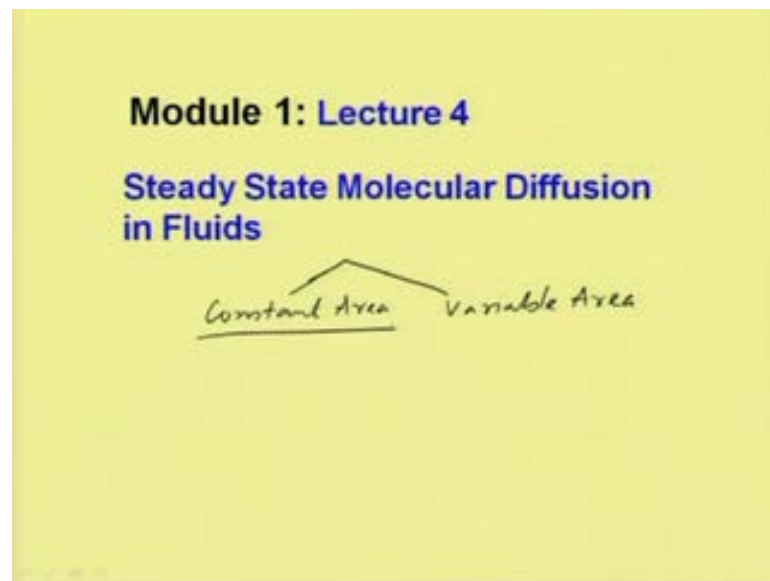 Module 1: Lecture 4
Steady State Molecular Diffusion
in Fluids
Constant Area Variable Area